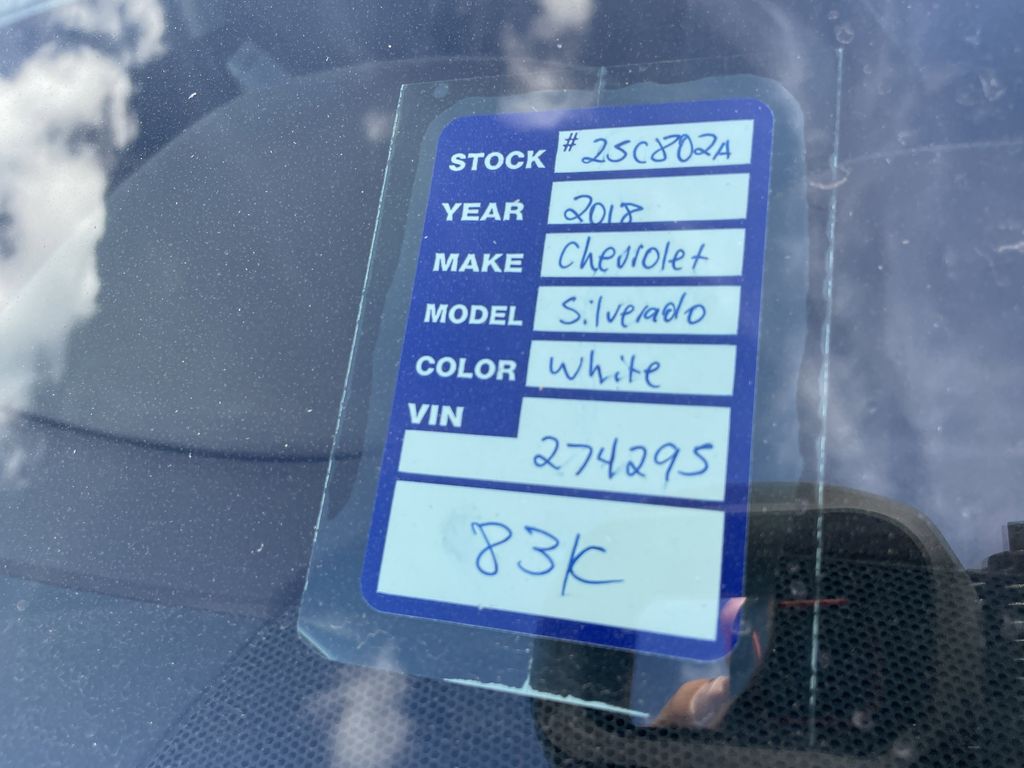 STOCK # 25C802A
YEAR 2018
MAKE Chevrolet
MODEL Silverado
COLOR White
VIN
274295
83K